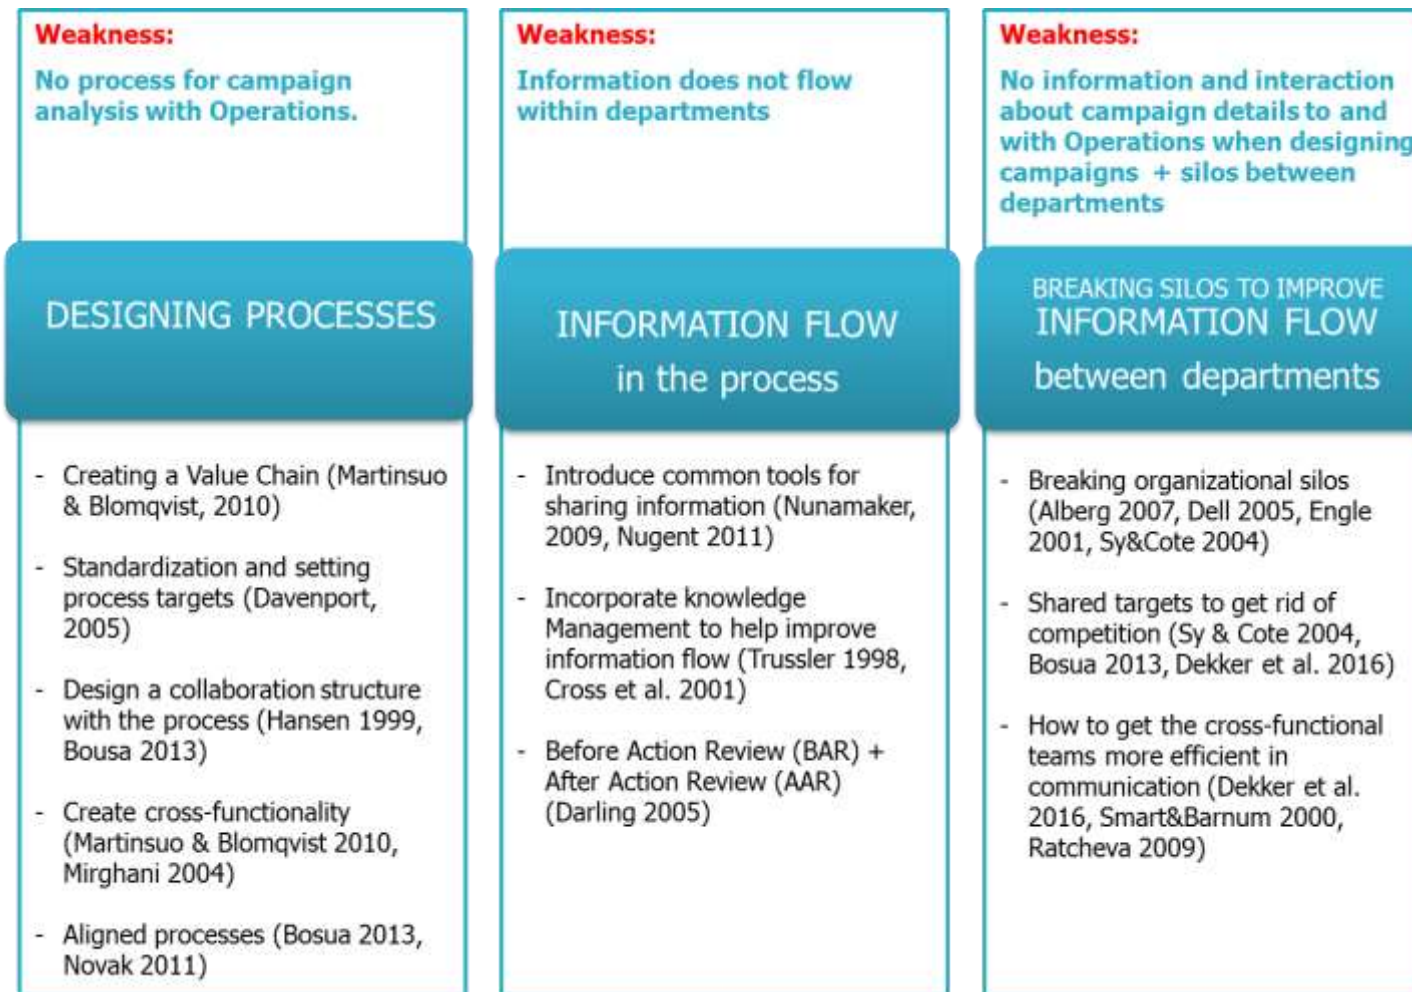 Weakness:
No process for campaign
analysis with Operations.
DESIGNING PROCESSES
- Creating a Value Chain (Martinsuo
& Blomqvist, 2010)
- Standardization and setting
process targets (Davenport,
2005)
- Design a collaboration structure
with the process (Hansen 1999,
Bousa 2013)
- Create cross-functionality
(Martinsuo & Blomqvist 2010,
Mirghani 2004)
- Aligned processes (Bosua 2013,
Novak 2011)
Weakness:
Information does not flow
within departments
INFORMATION FLOW
in the process
- Introduce common tools for
sharing information (Nunamaker,
2009, Nugent 2011)
- Incorporate knowledge
Management to help improve
information flow (Trussler 1998,
Cross et al. 2001)
- Before Action Review (BAR) +
After Action Review (AAR)
(Darling 2005)
Weakness:
No information and interaction
about campaign details to and
with Operations when designing
campaigns + silos between
departments
BREAKING SILOS TO IMPROVE
INFORMATION FLOW
between departments
- Breaking organizational silos
(Alberg 2007, Dell 2005, Engle
2001, Sy&Cote 2004)
- Shared targets to get rid of
competition (Sy & Cote 2004,
Bosua 2013, Dekker et al. 2016)
- How to get the cross-functional
teams more efficient in
communication (Dekker et al.
2016, Smart&Barnum 2000,
Ratcheva 2009)